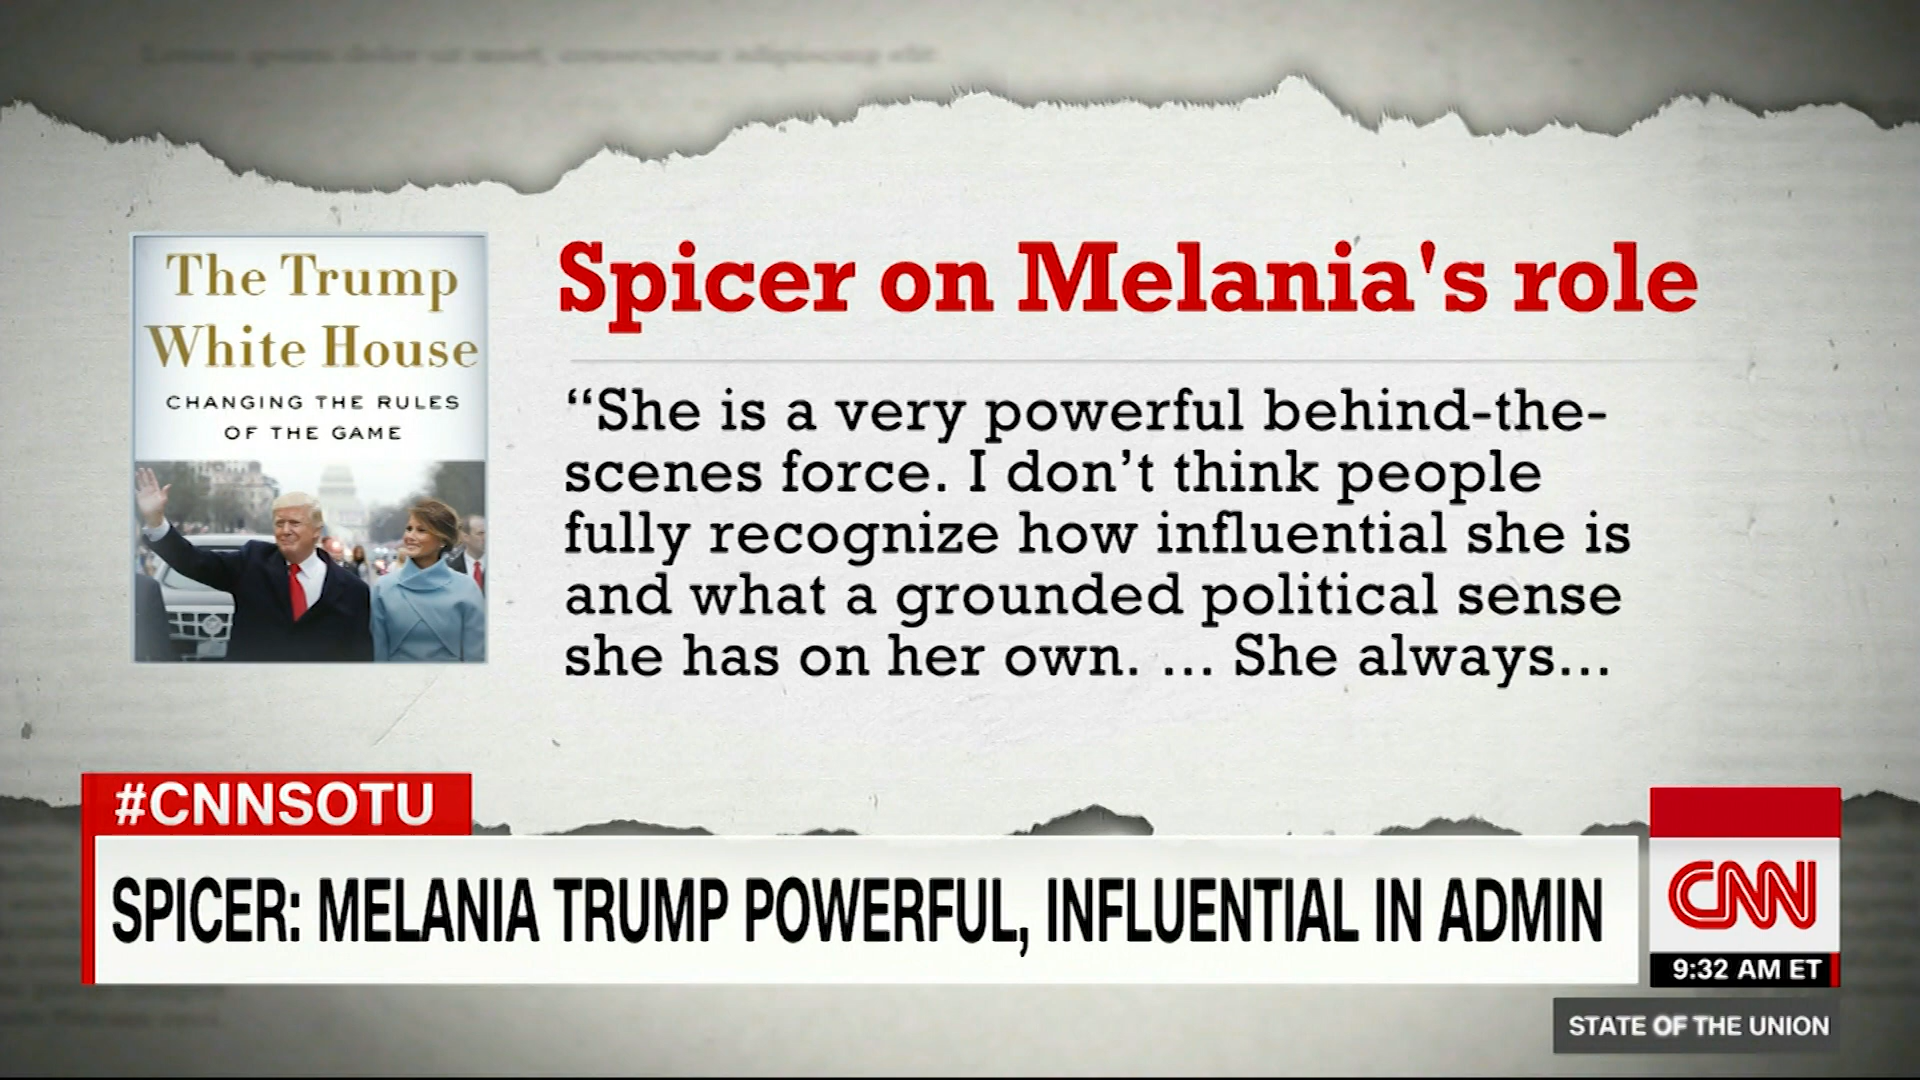 The Trump
White House
CHANGING THE RULES
OF THE GAME
Spicer on Melania's role
“She is a very powerful behind-the-
scenes force. I don’t think people
fully recognize how influential she is
and what a grounded political sense
she has on her own. ... She always...
#CNNSOTU
SPICER: MELANIA TRUMP POWERFUL, INFLUENTIAL IN ADMIN
CNN
9:32 AM ET
STATE OF THE UNION